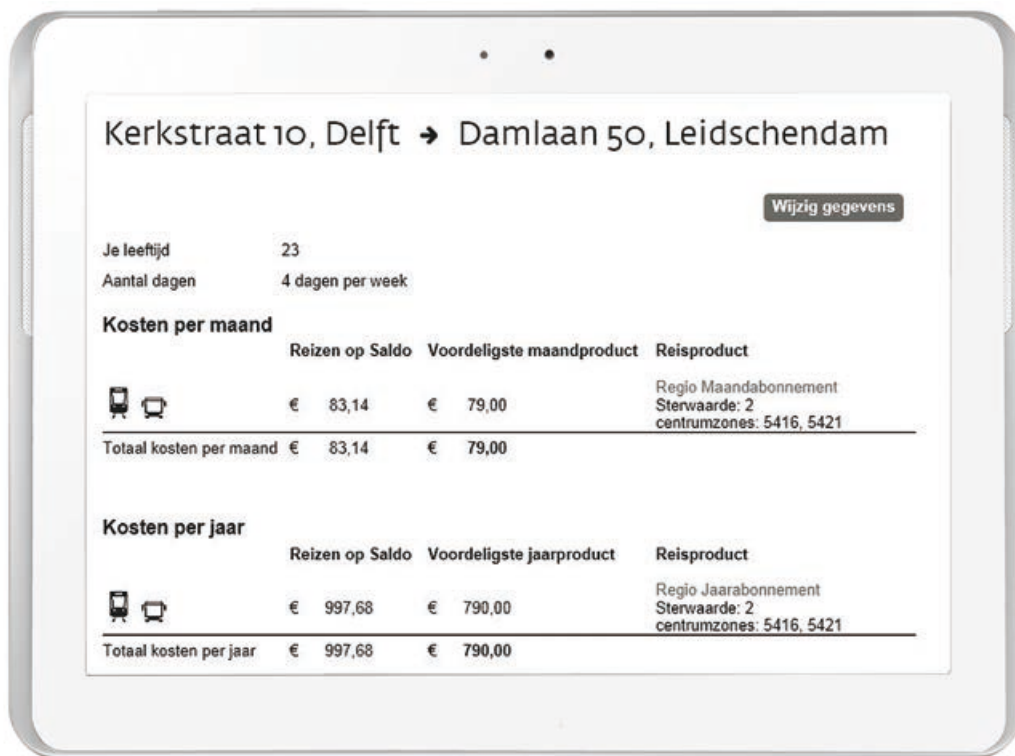 Kerkstraat 10, Delft → Damlaan 50, Leidschendam
Wijzig gegevens
Je leeftijd 23
Aantal dagen 4 dagen per week
Kosten per maand
Reizen op Saldo Voordeligste maandproduct Reisproduct
€ 83,14 € 79,00 Regio Maandabonnement
Sterwaarde: 2
centrumzones: 5416, 5421
Totaal kosten per maand € 83,14 € 79,00
Kosten per jaar
Reizen op Saldo Voordeligste jaarproduct Reisproduct
€ 997,68 € 790,00 Regio Jaarabonnement
Sterwaarde: 2
centrumzones: 5416, 5421
Totaal kosten per jaar € 997,68 € 790,00